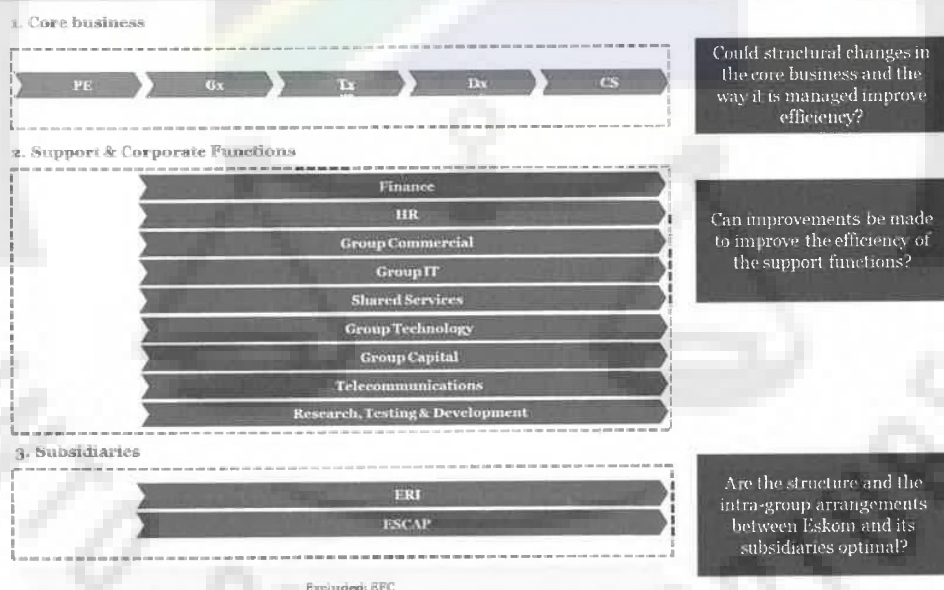 1. Core business
PE
Gx
Tx
Dx
CS
Could structural changes in
the core business and the
way it is managed improve
efficiency?
2. Support & Corporate Functions
Finance
HR
Group Commercial
Group IT
Shared Services
Group Technology
Group Capital
Telecommunications
Research, Testing & Development
Can improvements be made
to improve the efficiency of
the support functions?
3. Subsidiaries
ERI
ESCAP
Are the structure and the
intra-group arrangements
between Eskom and its
subsidiaries optimal?
Excluded: EFC